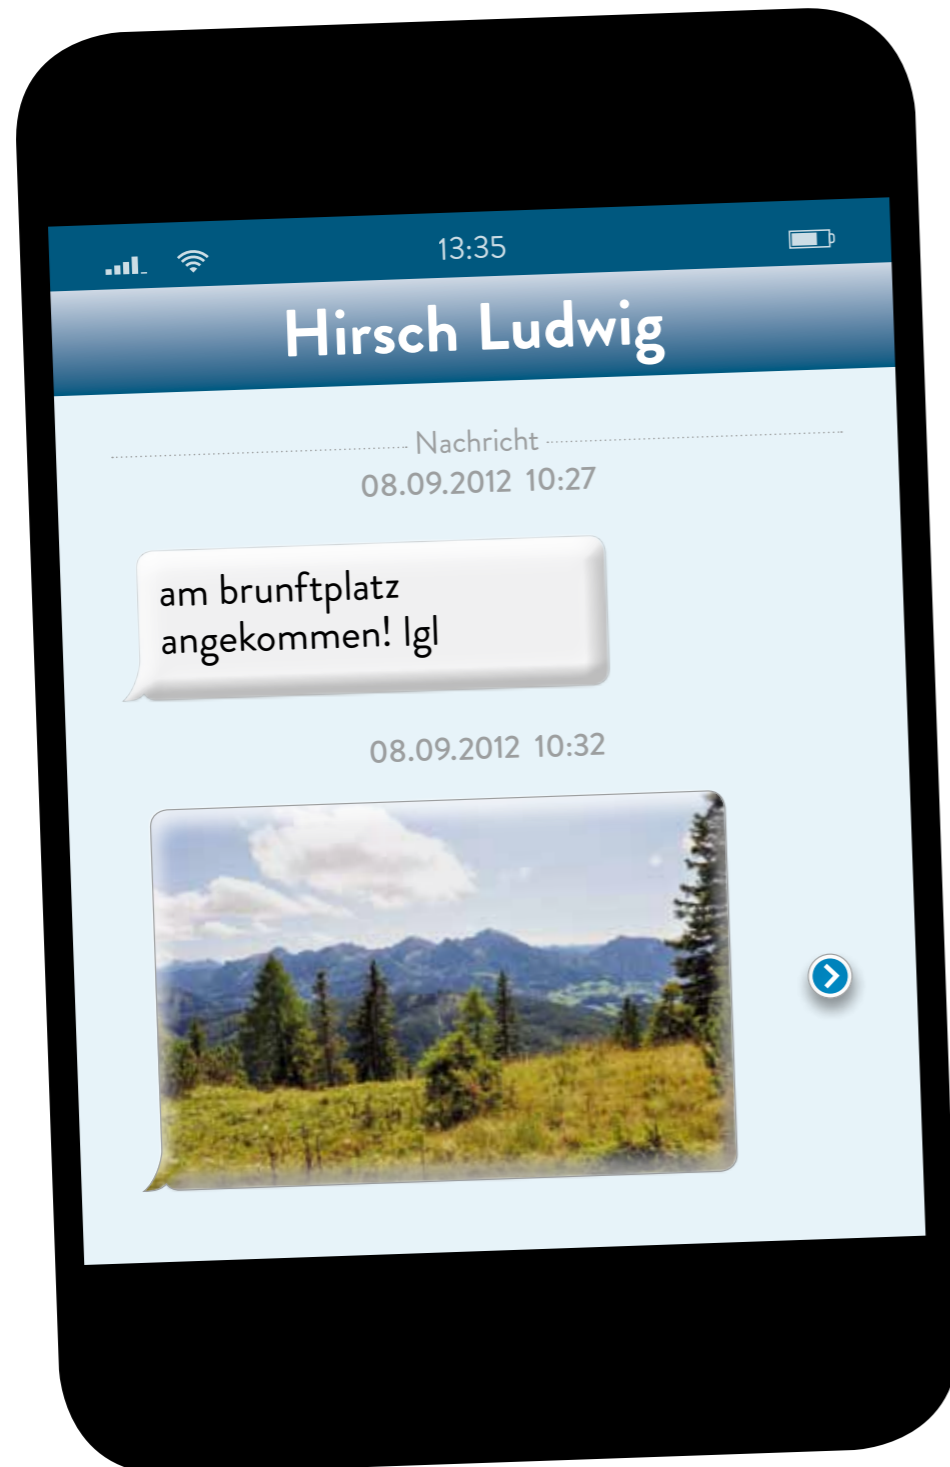 13:35
Hirsch Ludwig
Nachricht
08.09.2012 10:27
am brunftplatz
angekommen! lgl
08.09.2012 10:32